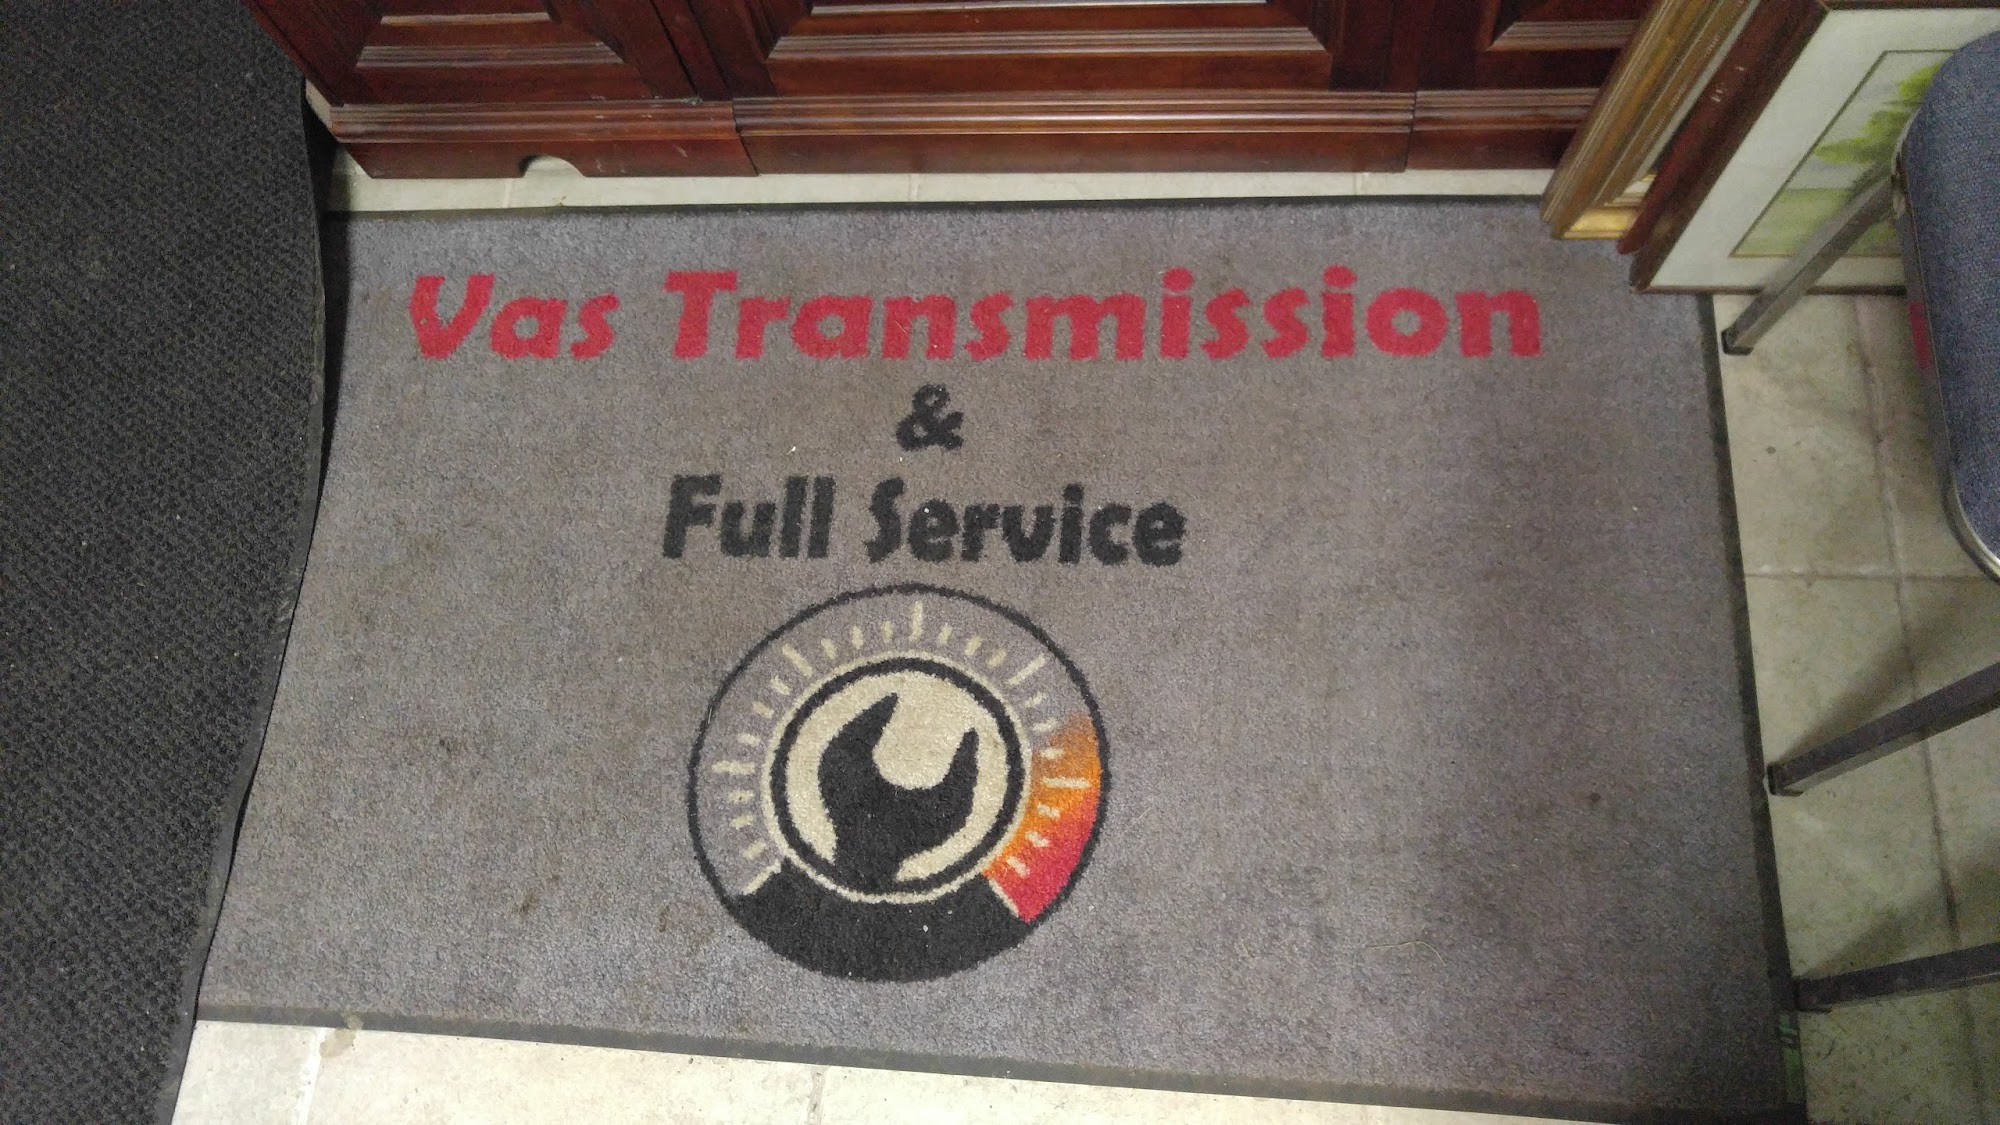 Vas Transmission
&
Full Service